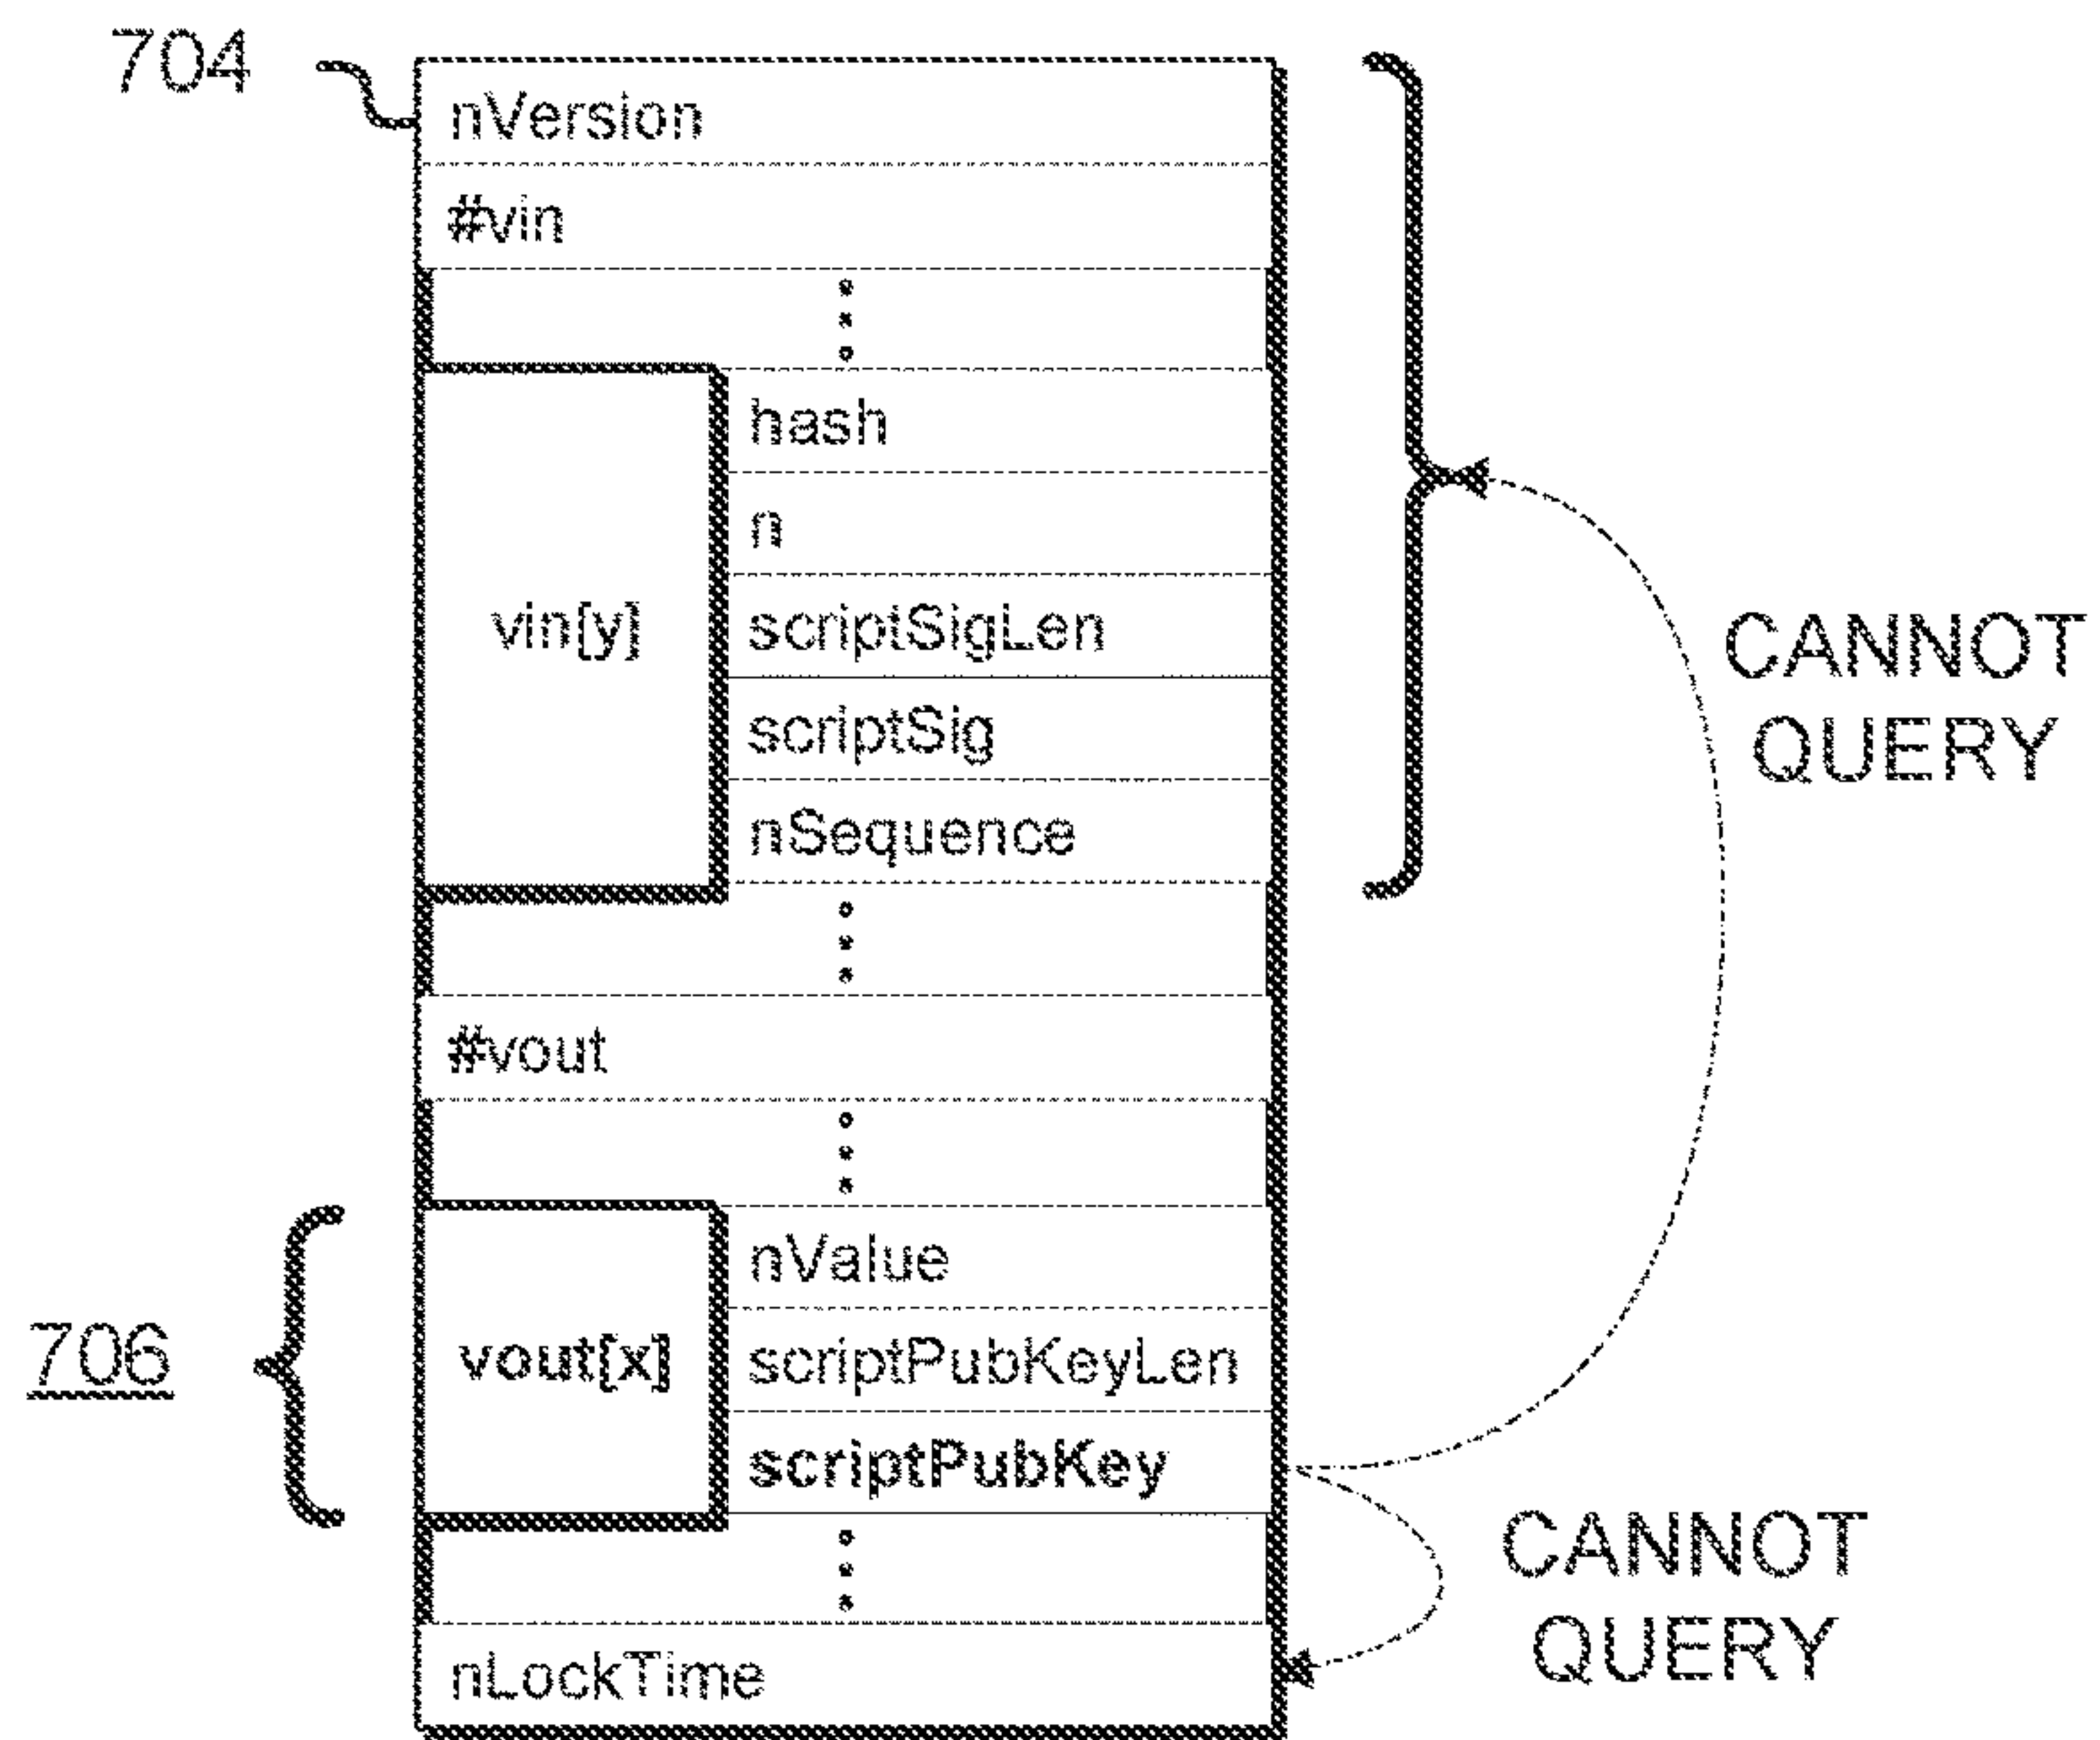 704
nVersion
#vin
hash
n
vin[y]
scriptSigLen
scriptSig
nSequence
CANNOT
QUERY
#vout
nValue
706
vout[x]
scriptPubKeyLen
scriptPubKey
CANNOT
QUERY
nLockTime